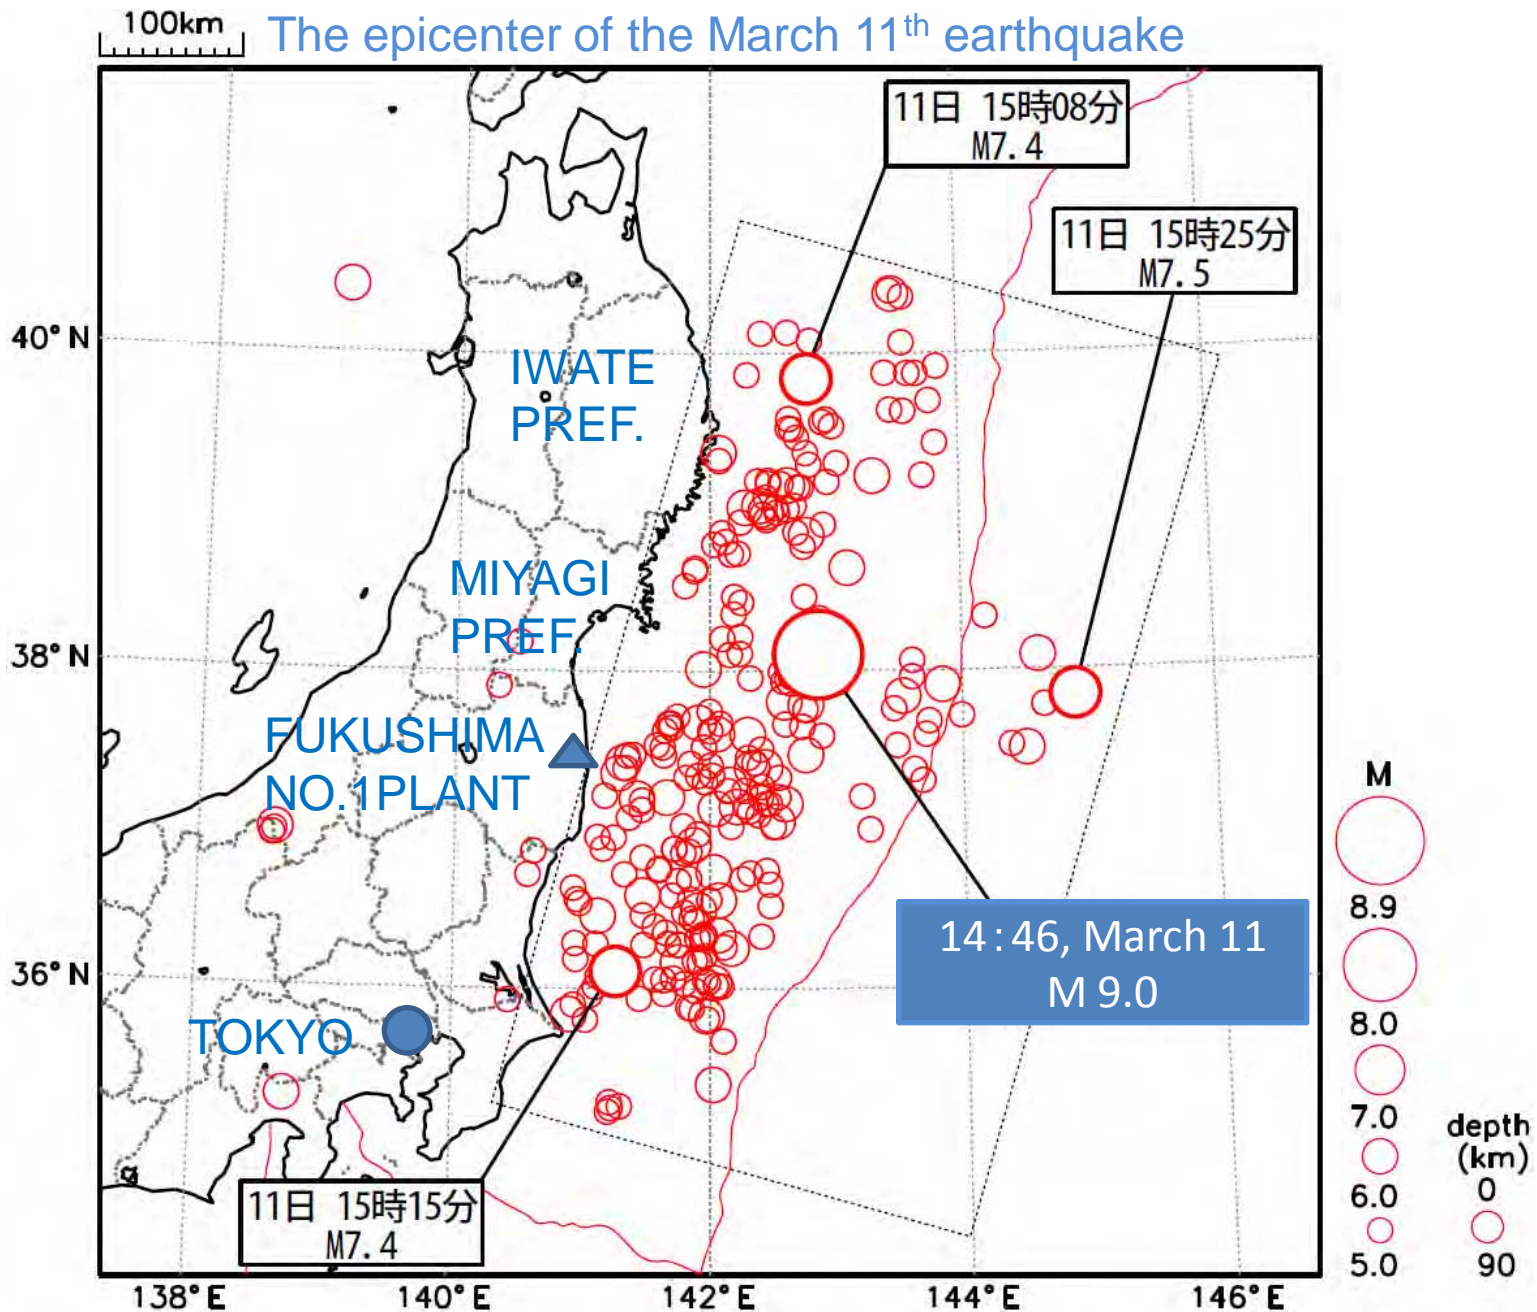 100km
The epicenter of the March 11th earthquake
11日 15時08分
M7.4
11日 15時25分
M7.5
40°N
IWATE
PREF.
MIYAGI
PREF.
38°N
FUKUSHIMA
NO.1PLANT
M
8.9
14:46, March 11
M 9.0
36°N
8.0
TOKYO
7.0
depth
(km)
6.0
0
11日 15時15分
M7.4
5.0
90
138°E
140°E
142°E
144°E
146°E